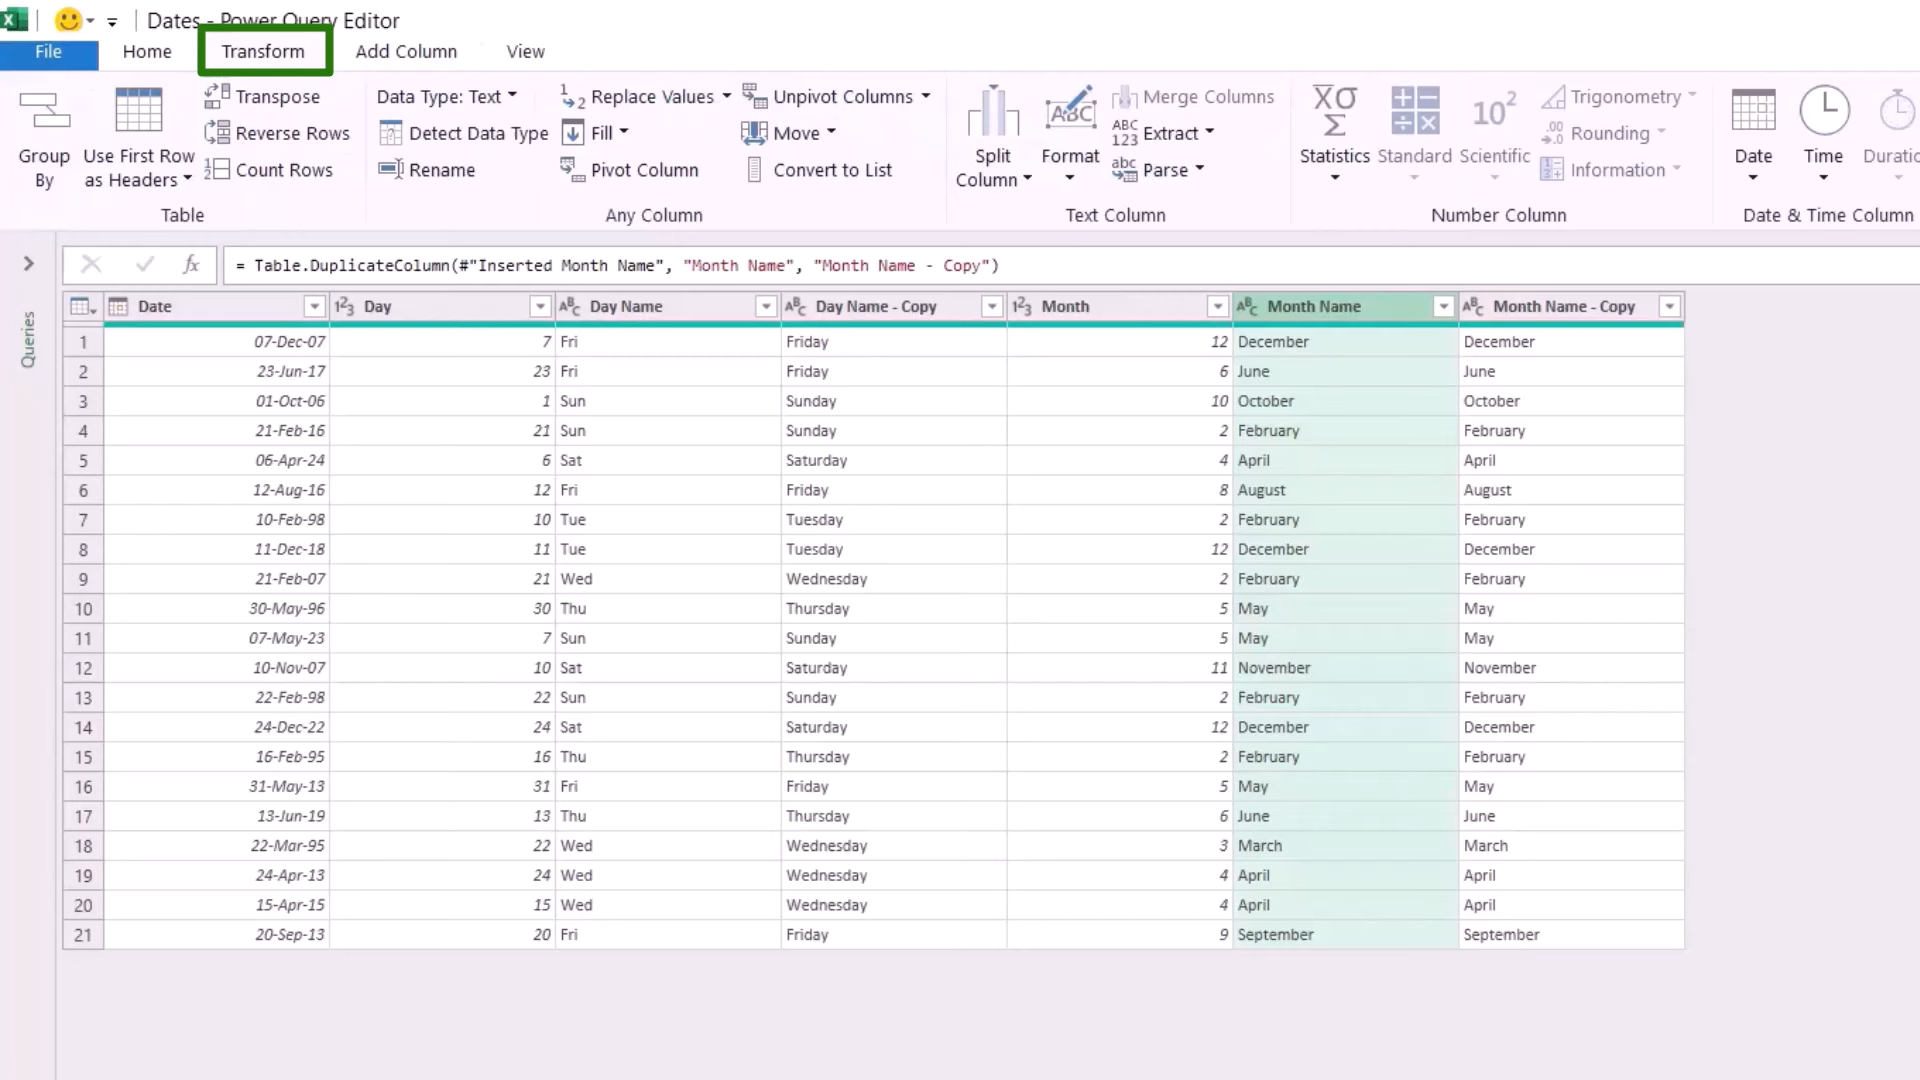 Dates - Power Query Editor
File Home Transform Add Column View
Group By
Use First Row as Headers
Transpose
Reverse Rows
Count Rows
Table
Data Type: Text
Detect Data Type
Rename
Replace Values
Fill
Pivot Column
Unpivot Columns
Move
Convert to List
Any Column
Split Column
Format
Merge Columns
Extract
Parse
Text Column
Statistics
Standard
Scientific
Trigonometry
Rounding
Information
Number Column
Date
Time
Duratio
Date & Time Column
Queries
fx = Table.DuplicateColumn(#"Inserted Month Name", "Month Name", "Month Name - Copy")
Date 123 Day ABC Day Name ABC Day Name - Copy 123 Month ABC Month Name ABC Month Name - Copy
1 07-Dec-07 7 Fri Friday 12 December December
2 23-Jun-17 23 Fri Friday 6 June June
3 01-Oct-06 1 Sun Sunday 10 October October
4 21-Feb-16 21 Sun Sunday 2 February February
5 06-Apr-24 6 Sat Saturday 4 April April
6 12-Aug-16 12 Fri Friday 8 August August
7 10-Feb-98 10 Tue Tuesday 2 February February
8 11-Dec-18 11 Tue Tuesday 12 December December
9 21-Feb-07 21 Wed Wednesday 2 February February
10 30-May-96 30 Thu Thursday 5 May May
11 07-May-23 7 Sun Sunday 5 May May
12 10-Nov-07 10 Sat Saturday 11 November November
13 22-Feb-98 22 Sun Sunday 2 February February
14 24-Dec-22 24 Sat Saturday 12 December December
15 16-Feb-95 16 Thu Thursday 2 February February
16 31-May-13 31 Fri Friday 5 May May
17 13-Jun-19 13 Thu Thursday 6 June June
18 22-Mar-95 22 Wed Wednesday 3 March March
19 24-Apr-13 24 Wed Wednesday 4 April April
20 15-Apr-15 15 Wed Wednesday 4 April April
21 20-Sep-13 20 Fri Friday 9 September September